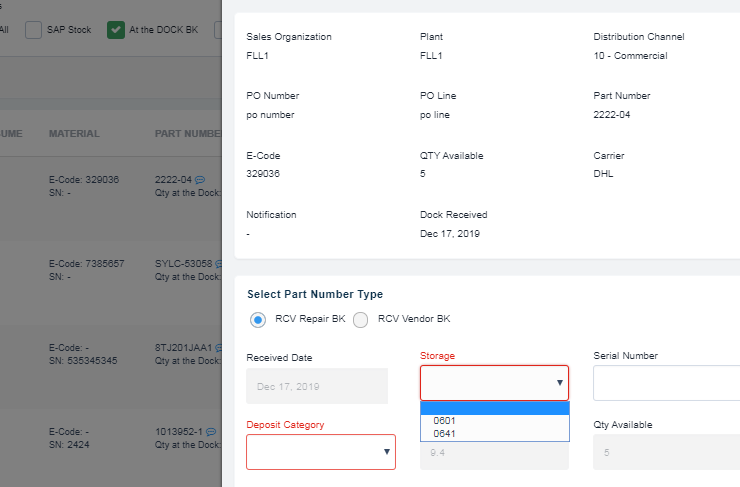 All SAP Stock At the DOCK BK
UME MATERIAL PART NUMBE
E-Code: 329036 2222-04
SN: - Qty at the Dock:
E-Code: 7385657 SYLC-53058
SN: - Qty at the Dock:
E-Code: - 8TJ201JAA1
SN: 535345345 Qty at the Dock:
E-Code: - 1013952-1
SN: 2424 Qty at the Dock:
Sales Organization Plant Distribution Channel
FLL1 FLL1 10 - Commercial
PO Number PO Line Part Number
po number po line 2222-04
E-Code QTY Available Carrier
329036 5 DHL
Notification Dock Received
- Dec 17, 2019
Select Part Number Type
RCV Repair BK RCV Vendor BK
Received Date Storage Serial Number
Dec 17, 2019
0601
0641
Deposit Category Qty Available
9.4 5